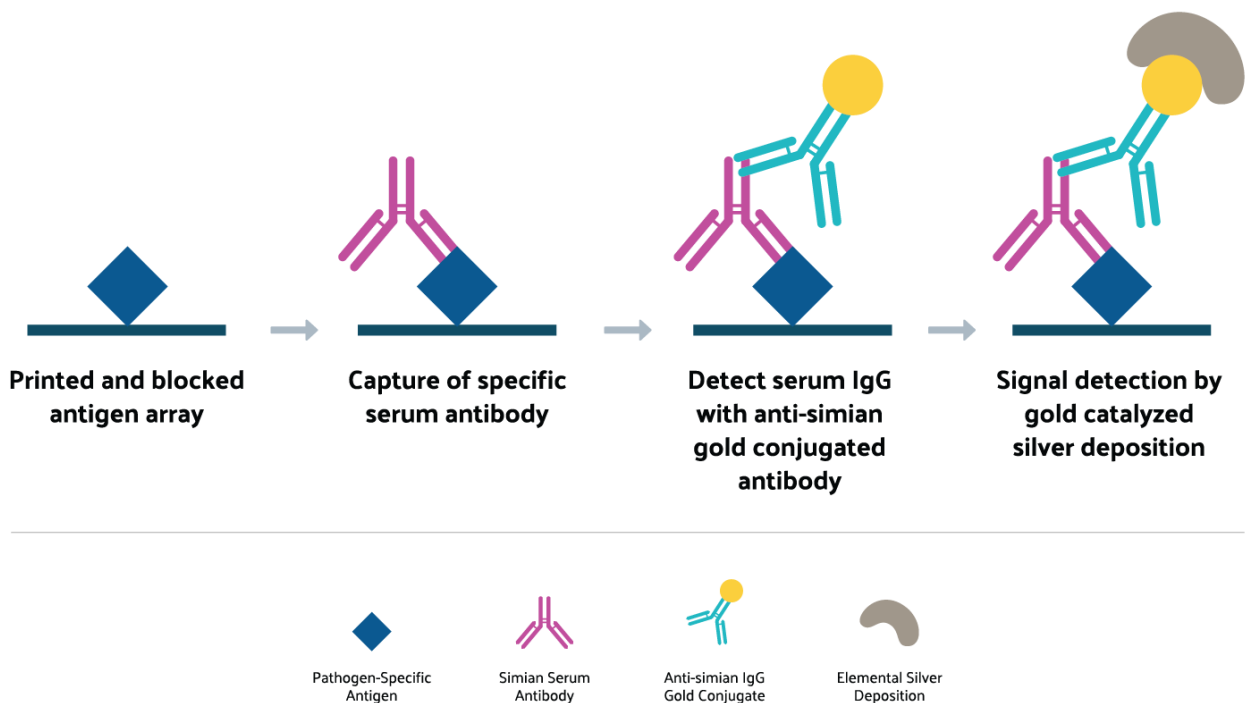 Printed and blocked
antigen array
Capture of specific
serum antibody
Detect serum IgG
with anti-simian
gold conjugated
antibody
Signal detection by
gold catalyzed
silver deposition
Pathogen-Specific
Antigen
Simian Serum
Antibody
Anti-simian IgG
Gold Conjugate
Elemental Silver
Deposition